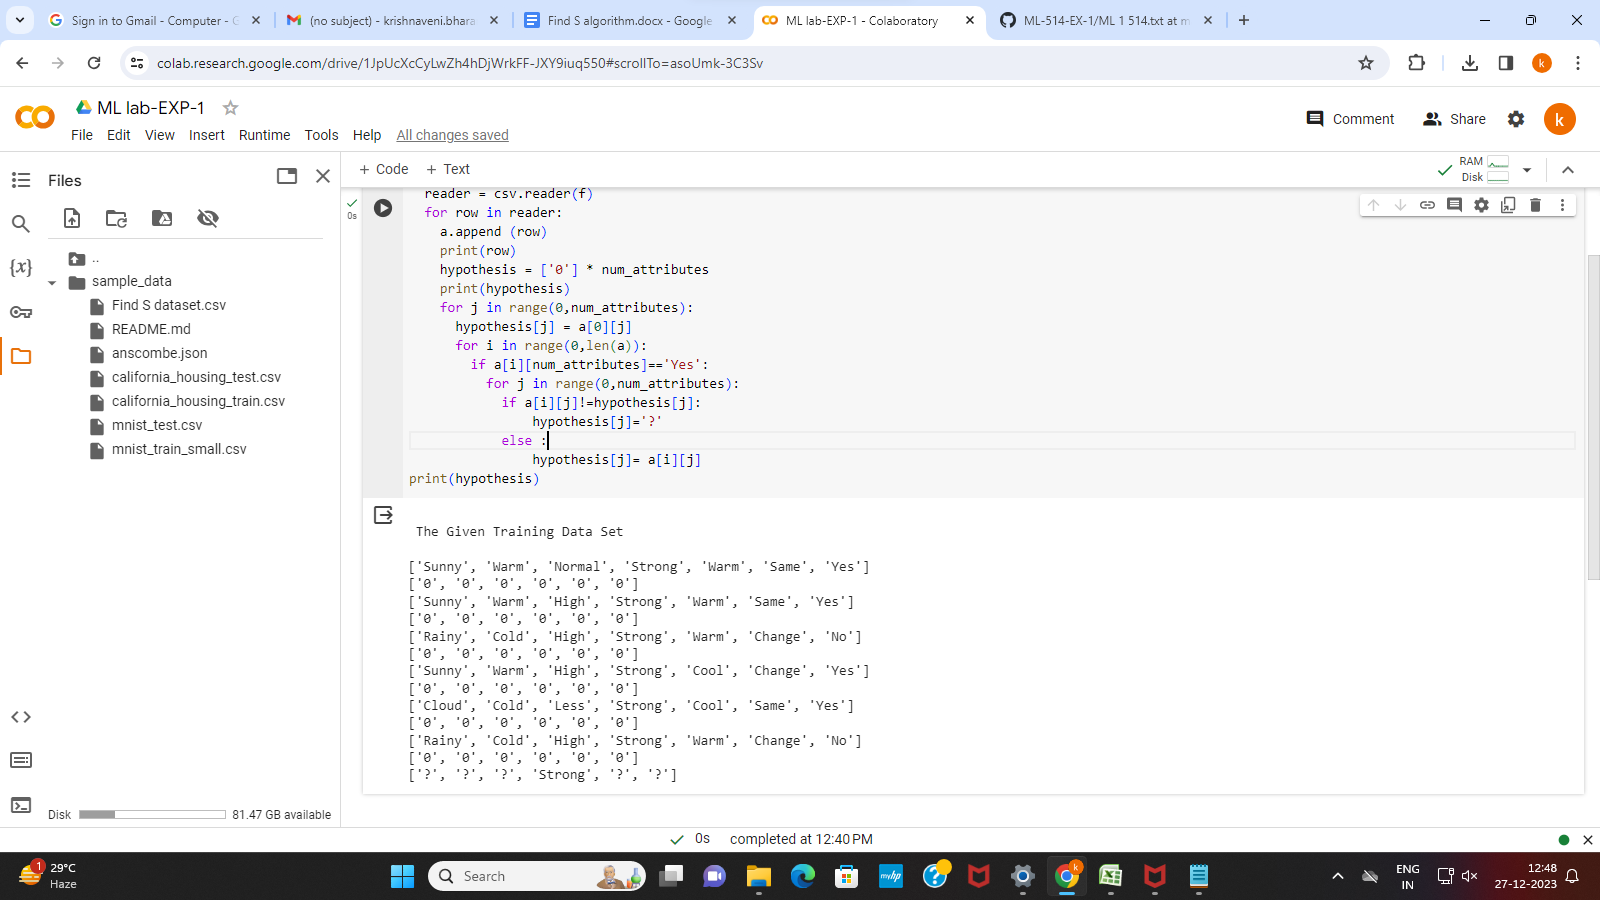 Sign in to Gmail - Computer - G
(no subject) - krishnaveni.bhara
Find S algorithm.docx - Google
ML lab-EXP-1 - Colaboratory
ML-514-EX-1/ML 1 514.txt at m
colab.research.google.com/drive/1JpUcXcCyLwZh4hDjWrkFF-JXY9iuq550#scrollTo=asoUmk-3C3Sv
k
ML lab-EXP-1
File Edit View Insert Runtime Tools Help All changes saved
Comment
Share
k
Files
+ Code + Text
RAM
Disk
0s
..
sample_data
Find S dataset.csv
README.md
anscombe.json
california_housing_test.csv
california_housing_train.csv
mnist_test.csv
mnist_train_small.csv
Disk 81.47 GB available
reader = csv.reader(f)
for row in reader:
a.append (row)
print(row)
hypothesis = ['0'] * num_attributes
print(hypothesis)
for j in range(0,num_attributes):
hypothesis[j] = a[0][j]
for i in range(0,len(a)):
if a[i][num_attributes]=='Yes':
for j in range(0,num_attributes):
if a[i][j]!=hypothesis[j]:
hypothesis[j]='?'
else :
hypothesis[j]= a[i][j]
print(hypothesis)
The Given Training Data Set
['Sunny', 'Warm', 'Normal', 'Strong', 'Warm', 'Same', 'Yes']
['0', '0', '0', '0', '0', '0']
['Sunny', 'Warm', 'High', 'Strong', 'Warm', 'Same', 'Yes']
['0', '0', '0', '0', '0', '0']
['Rainy', 'Cold', 'High', 'Strong', 'Warm', 'Change', 'No']
['0', '0', '0', '0', '0', '0']
['Sunny', 'Warm', 'High', 'Strong', 'Cool', 'Change', 'Yes']
['0', '0', '0', '0', '0', '0']
['Cloud', 'Cold', 'Less', 'Strong', 'Cool', 'Same', 'Yes']
['0', '0', '0', '0', '0', '0']
['Rainy', 'Cold', 'High', 'Strong', 'Warm', 'Change', 'No']
['0', '0', '0', '0', '0', '0']
['?', '?', '?', 'Strong', '?', '?']
0s completed at 12:40 PM
1
29°C
Haze
Search
myhp
k
ENG
IN
12:48
27-12-2023